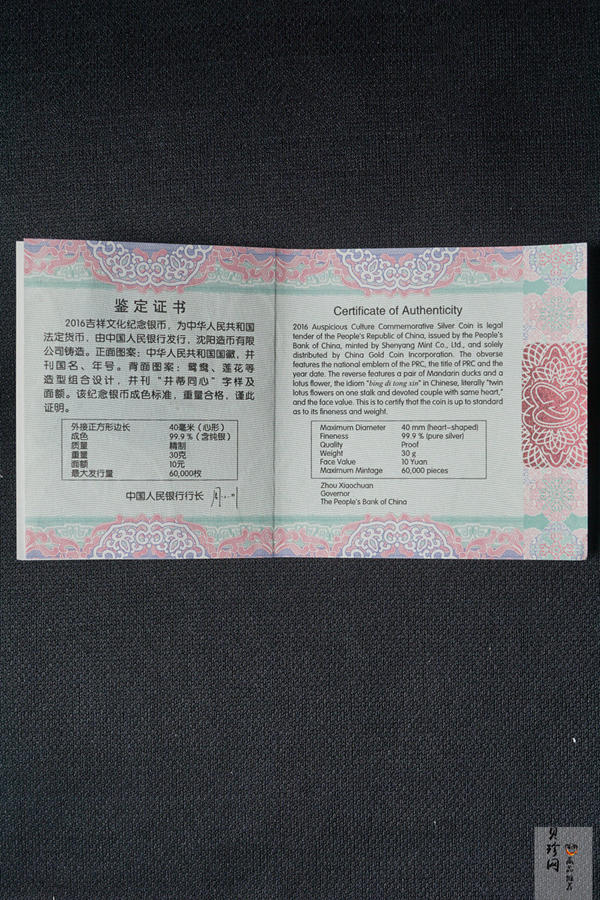 鉴定证书
2016吉祥文化纪念银币，为中华人民共和国
法定货币，由中国人民银行发行，沈阳造币有限
公司铸造。正面图案：中华人民共和国国徽，并
刊国名、年号。背面图案：鸳鸯、莲花等
造型组合设计，并刊“并蒂同心”字样及
面额。该纪念银币成色标准，重量合格，谨此
证明。
外接正方形边长 40毫米（心形）
成色 99.9％（含纯银）
质量 精制
重量 30克
面额 10元
最大发行量 60,000枚
中国人民银行行长
Certificate of Authenticity
2016 Auspicious Culture Commemorative Silver Coin is legal
tender of the People's Republic of China, issued by the People's
Bank of China, minted by Shenyang Mint Co., Ltd., and solely
distributed by China Gold Coin Incorporation. The obverse
features the national emblem of the PRC, the title of PRC and the
year date. The reverse features a pair of Mandarin ducks and a
lotus flower, the idiom "bing di tong xin" in Chinese, literally "twin
lotus flowers on one stalk and devoted couple with same heart,"
and the face value. This is to certify that the coin is up to standard
as to its fineness and weight.
Maximum Diameter 40 mm (heart-shaped)
Fineness 99.9 % (pure silver)
Quality Proof
Weight 30 g
Face Value 10 Yuan
Maximum Mintage 60,000 pieces
Zhou Xiaochuan
Governor
The People's Bank of China
贝珍网